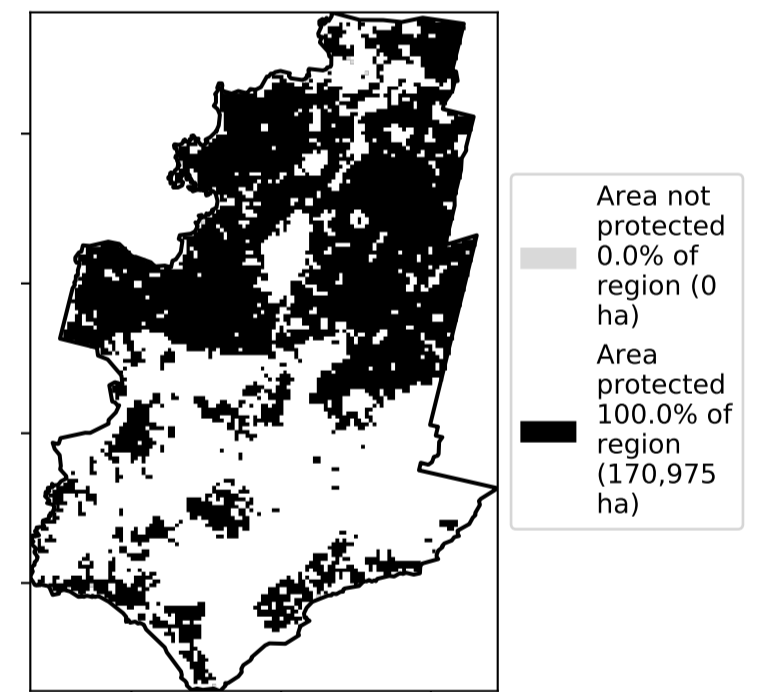 Area not
protected
0.0% of
region (0
ha)
Area
protected
100.0% of
region
(170,975
ha)